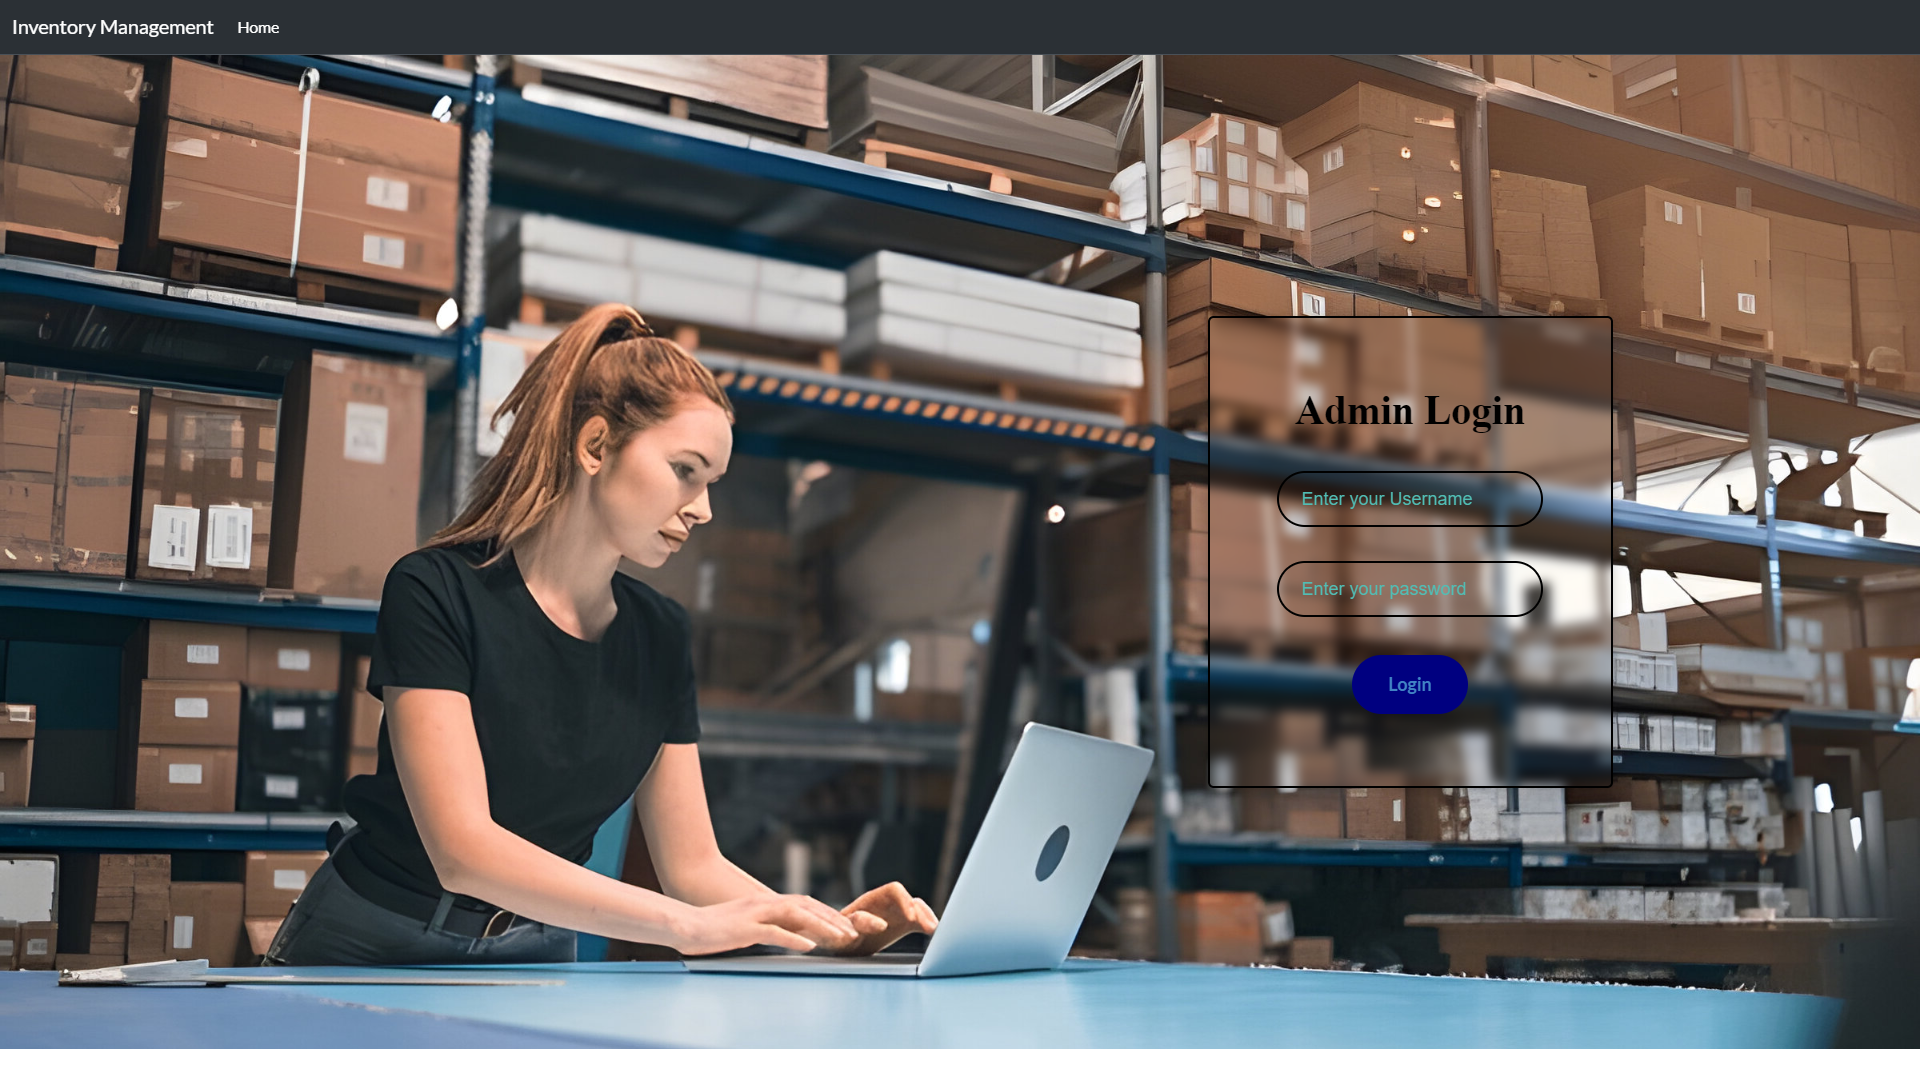 Inventory Management Home
Admin Login
Enter your Username
Enter your password
Login